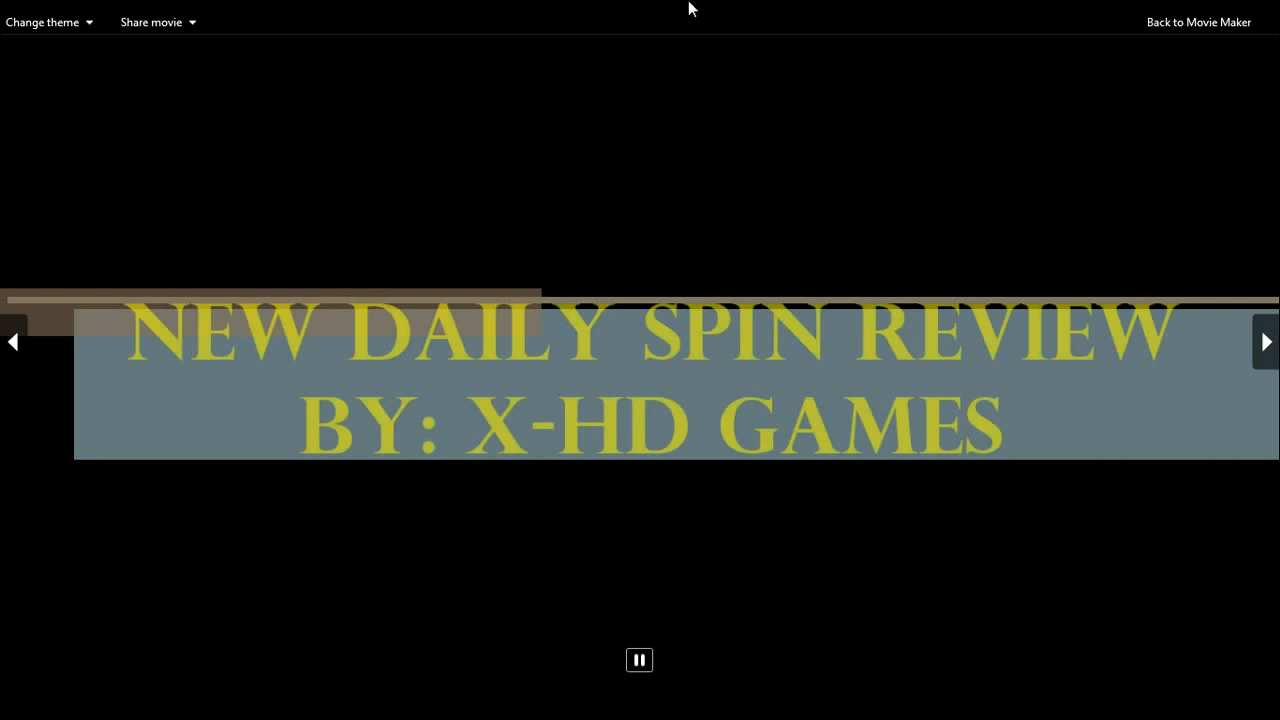 Change theme
Share movie
Back to Movie Maker
NEW DAILY SPIN REVIEW
BY: X-HD GAMES